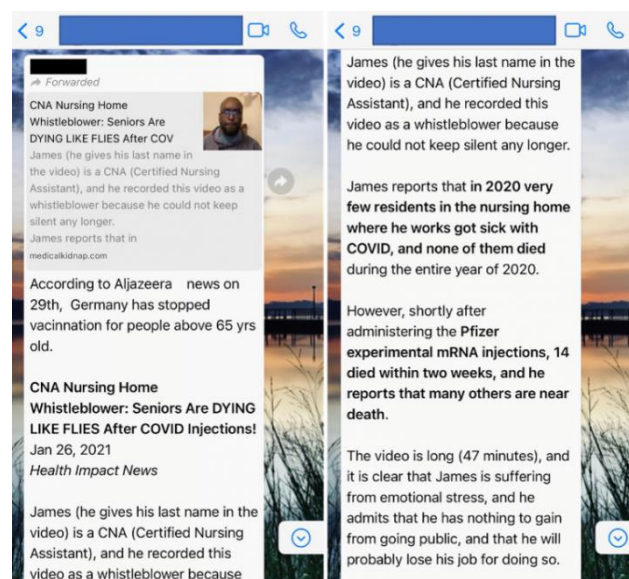 9
Forwarded
CNA Nursing Home
Whistleblower: Seniors Are
DYING LIKE FLIES After COV
James (he gives his last name in
the video) is a CNA (Certified Nursing
Assistant), and he recorded this video as a
whistleblower because he could not keep
silent any longer.
James reports that in
medicalkidnap.com
According to Aljazeera news on
29th, Germany has stopped
vacinnation for people above 65 yrs
old.
CNA Nursing Home
Whistleblower: Seniors Are DYING
LIKE FLIES After COVID Injections!
Jan 26, 2021
Health Impact News
James (he gives his last name in the
video) is a CNA (Certified Nursing
Assistant), and he recorded this
video as a whistleblower because
9
James (he gives his last name in the
video) is a CNA (Certified Nursing
Assistant), and he recorded this
video as a whistleblower because
he could not keep silent any longer.
James reports that in 2020 very
few residents in the nursing home
where he works got sick with
COVID, and none of them died
during the entire year of 2020.
However, shortly after
administering the Pfizer
experimental mRNA injections, 14
died within two weeks, and he
reports that many others are near
death.
The video is long (47 minutes), and
it is clear that James is suffering
from emotional stress, and he
admits that he has nothing to gain
from going public, and that he will
probably lose his job for doing so.